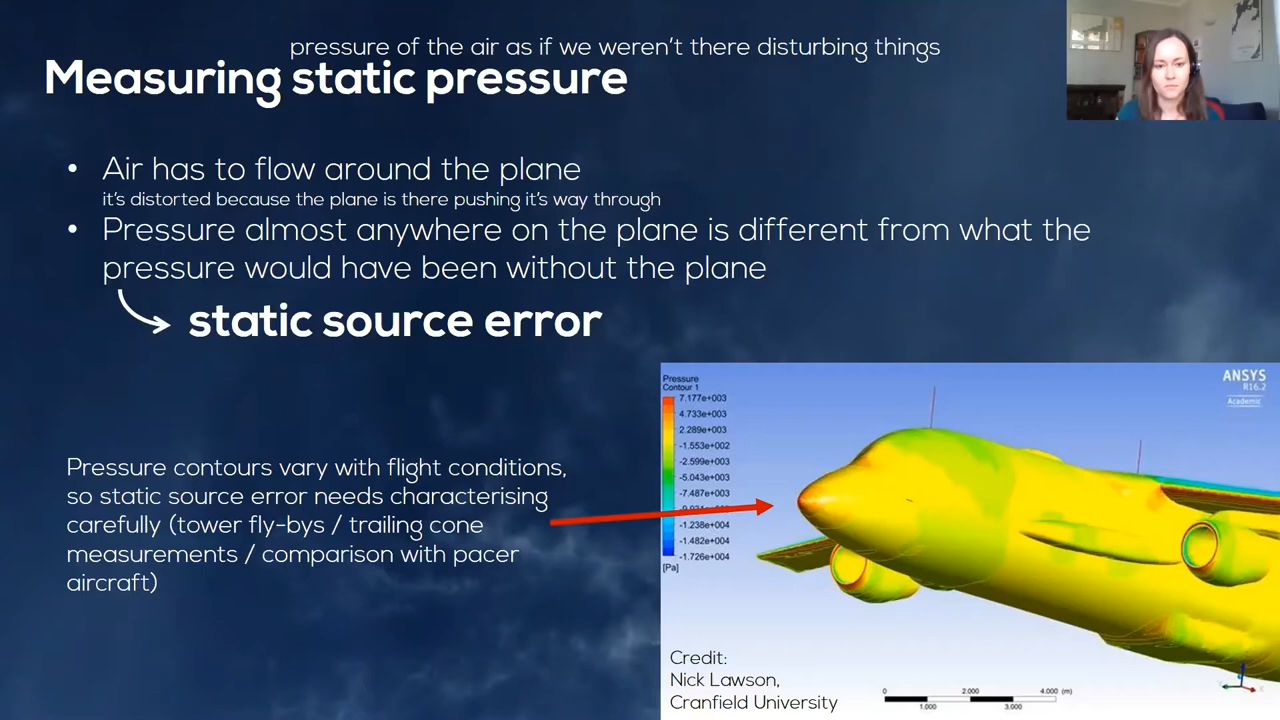 pressure of the air as if we weren't there disturbing things
Measuring static pressure
• Air has to flow around the plane
it's distorted because the plane is there pushing it's way through
• Pressure almost anywhere on the plane is different from what the
pressure would have been without the plane
static source error
Pressure contours vary with flight conditions,
so static source error needs characterising
carefully (tower fly-bys / trailing cone
measurements / comparison with pacer
aircraft)
Pressure
Contour 1
7.177e+003
4.733e+003
2.289e+003
-1.553e+002
-2.599e+003
-5.043e+003
-7.487e+003
-1.238e+004
-1.482e+004
-1.726e+004
[Pa]
ANSYS
R16.2
Academic
Credit:
Nick Lawson,
Cranfield University
0 2.000 4.000 (m)
1.000 3.000